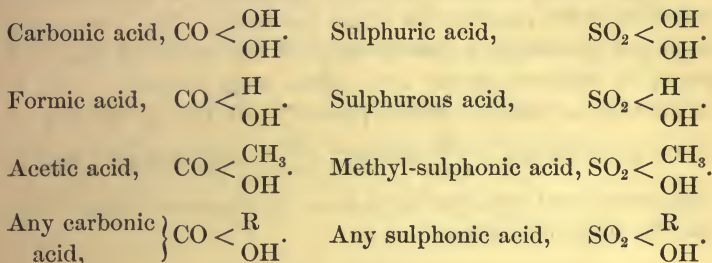 Carbonic acid, CO < OH OH. Sulphuric acid, SO₂ < OH OH.
Formic acid, CO < H OH. Sulphurous acid, SO₂ < H OH.
Acetic acid, CO < CH₃ OH. Methyl-sulphonic acid, SO₂ < CH₃ OH.
Any carbonic acid, } CO < R OH. Any sulphonic acid, SO₂ < R OH.